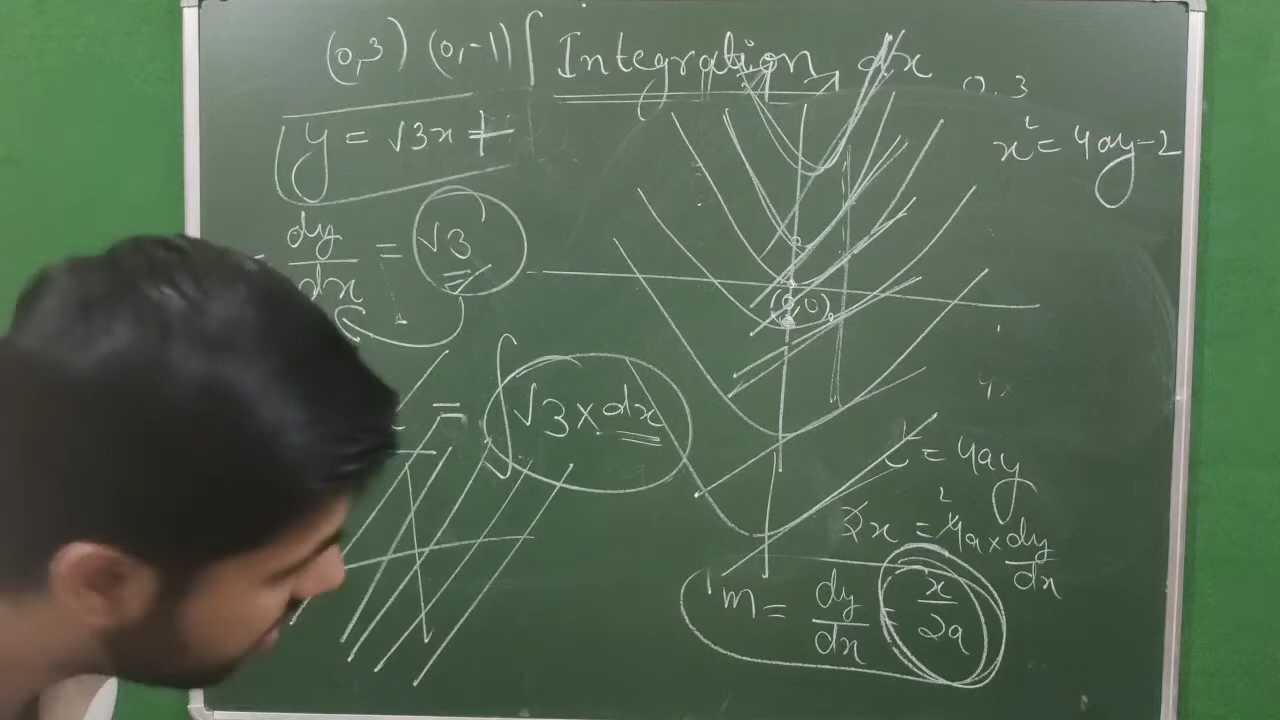 (0,3) (0,-1) ∫ Integration dx
0.3
y = √3x +
x² = 4ay-2
dy/dx = √3
(0,0)
= ∫ √3 × dx
= 4ay
2x = 4a × dy/dx
m = dy/dx = x/2a